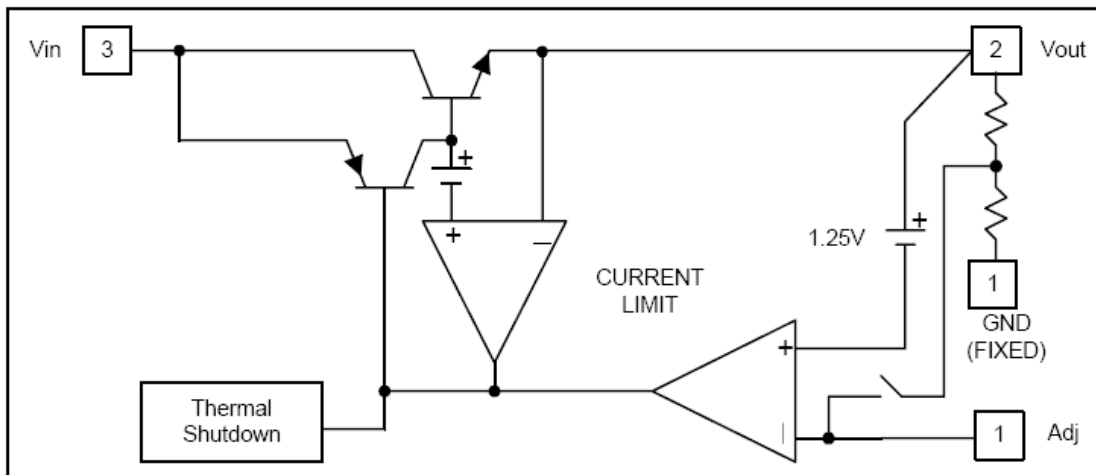 Vin 3
2 Vout
+
+ −
1.25V +
CURRENT
LIMIT
1
GND
(FIXED)
+
−
Thermal
Shutdown
1 Adj